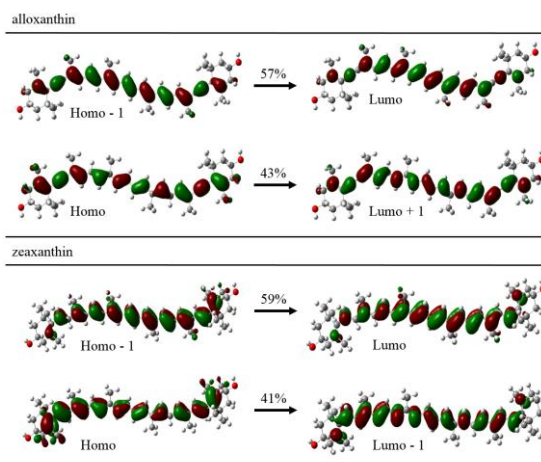 alloxanthin
57%
Homo - 1
Lumo
43%
Homo
Lumo + 1
zeaxanthin
59%
Homo - 1
Lumo
41%
Homo
Lumo - 1